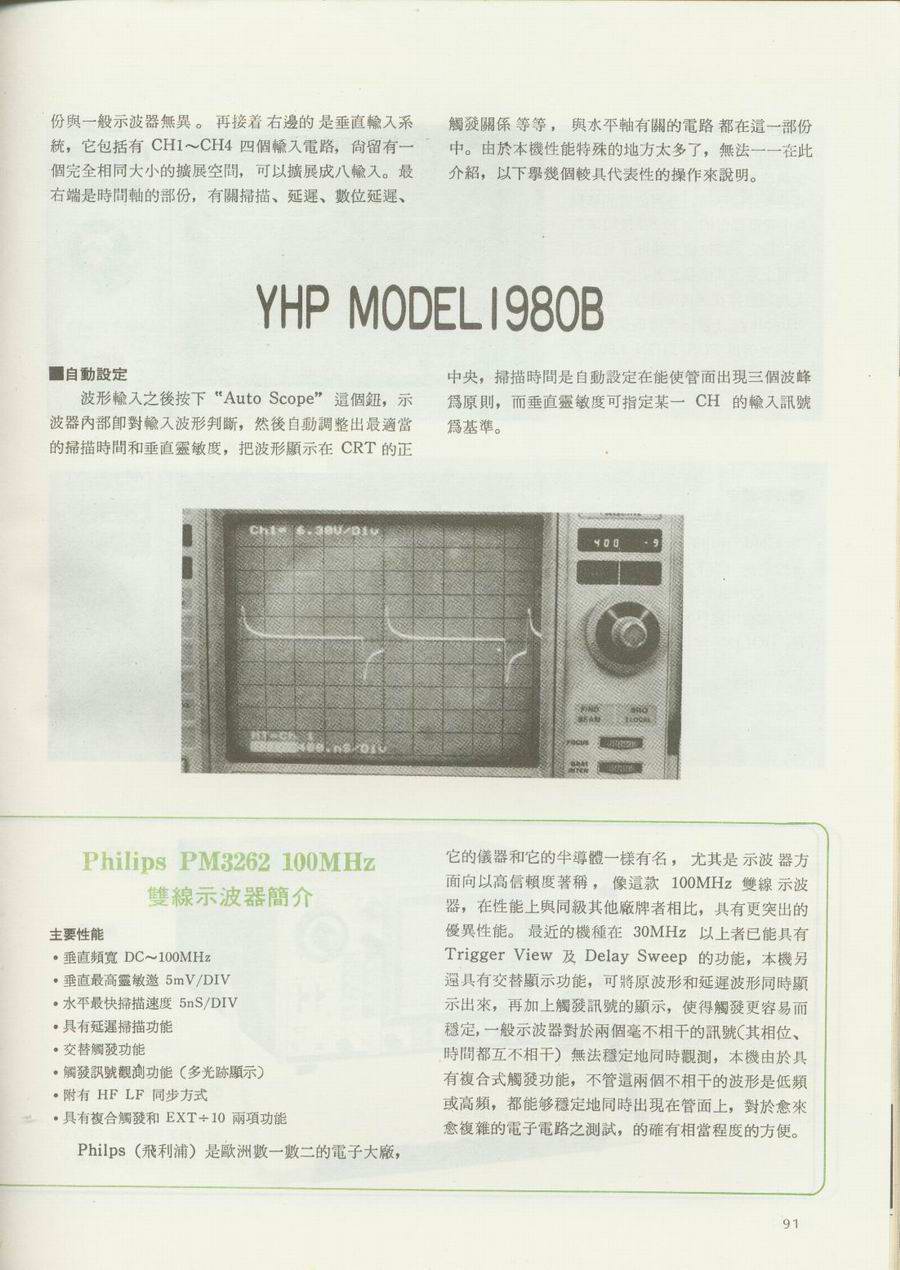 份與一般示波器無異。再接着右邊的是垂直輸入系
統，它包括有 CH1～CH4 四個輸入電路，尙留有一
個完全相同大小的擴展空間，可以擴展成八輸入。最
右端是時間軸的部份，有關掃描、延遲、數位延遲、
觸發關係等等，與水平軸有關的電路都在這一部份
中。由於本機性能特殊的地方太多了，無法一一在此
介紹，以下舉幾個較具代表性的操作來說明。
YHP MODEL 1980B
■自動設定
波形輸入之後按下 “Auto Scope” 這個鈕，示
波器內部卽對輸入波形判斷，然後自動調整出最適當
的掃描時間和垂直靈敏度，把波形顯示在 CRT 的正
中央，掃描時間是自動設定在能使管面出現三個波峰
爲原則，而垂直靈敏度可指定某一 CH 的輸入訊號
爲基準。
Ch1= 6.30V/Div
400 -9
FIND
BEAM
FOCUS
MT=Ch 1
400.nS/Div
Philips PM3262 100MHz
雙線示波器簡介
主要性能
•垂直頻寬 DC～100MHz
•垂直最高靈敏邀 5mV/DIV
•水平最快掃描速度 5nS/DIV
•具有延遲掃描功能
•交替觸發功能
•觸發訊號觀測功能（多光跡顯示）
•附有 HF LF 同步方式
•具有複合觸發和 EXT÷10 兩項功能
Philps（飛利浦）是歐洲數一數二的電子大廠，
它的儀器和它的半導體一樣有名，尤其是示波器方
面向以高信賴度著稱，像這款 100MHz 雙線示波
器，在性能上與同級其他廠牌者相比，具有更突出的
優異性能。最近的機種在 30MHz 以上者已能具有
Trigger View 及 Delay Sweep 的功能，本機另
還具有交替顯示功能，可將原波形和延遲波形同時顯
示出來，再加上觸發訊號的顯示，使得觸發更容易而
穩定，一般示波器對於兩個毫不相干的訊號（其相位、
時間都互不相干）無法穩定地同時觀測，本機由於具
有複合式觸發功能，不管這兩個不相干的波形是低頻
或高頻，都能够穩定地同時出現在管面上，對於愈來
愈複雜的電子電路之測試，的確有相當程度的方便。
91